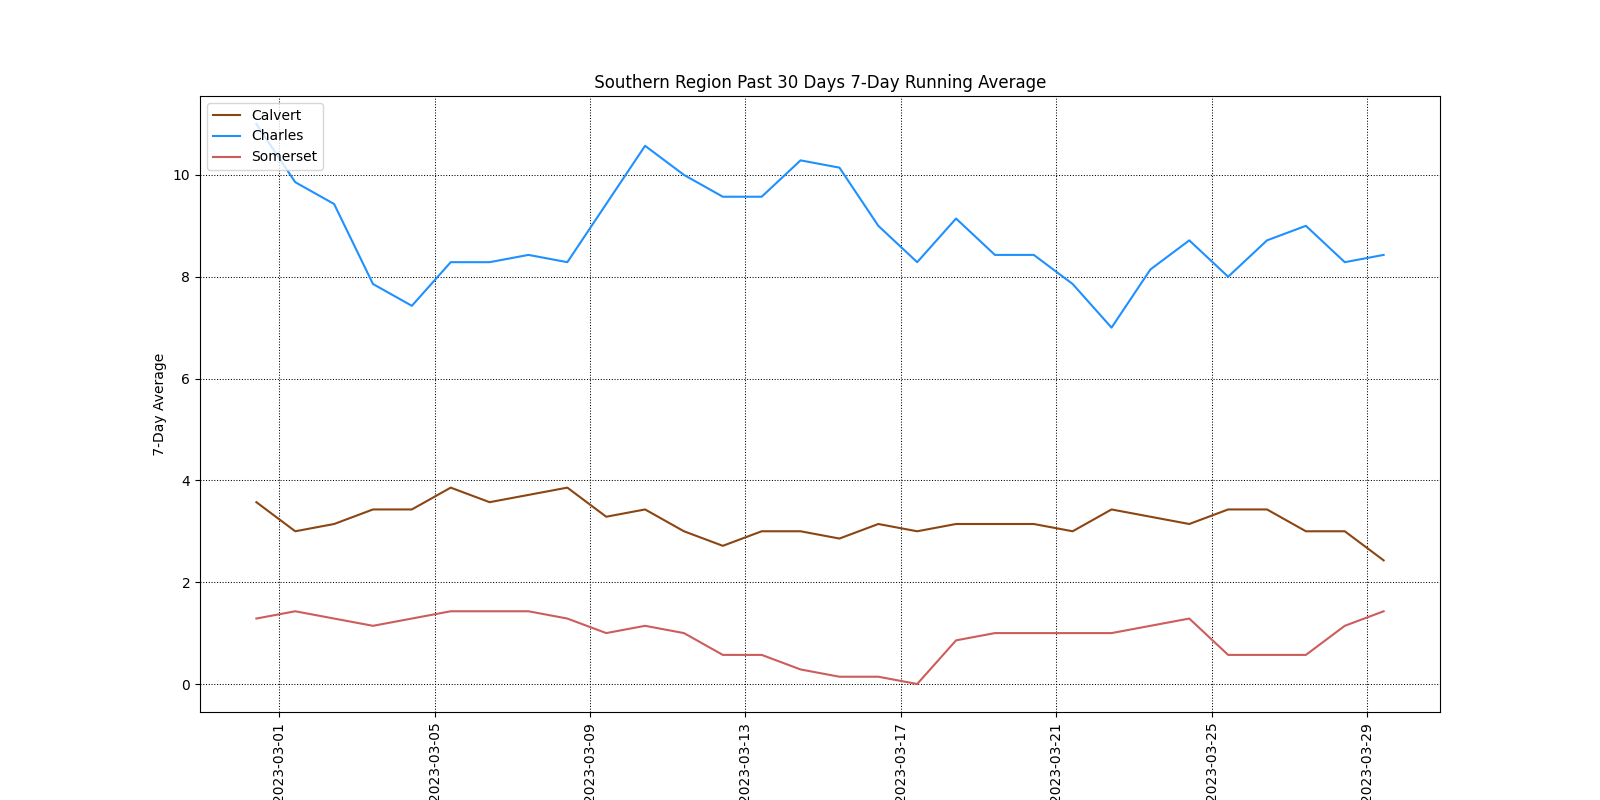 Southern Region Past 30 Days 7-Day Running Average
Calvert
Charles
Somerset
7-Day Average
10
8
6
4
2
0
2023-03-01
2023-03-05
2023-03-09
2023-03-13
2023-03-17
2023-03-21
2023-03-25
2023-03-29